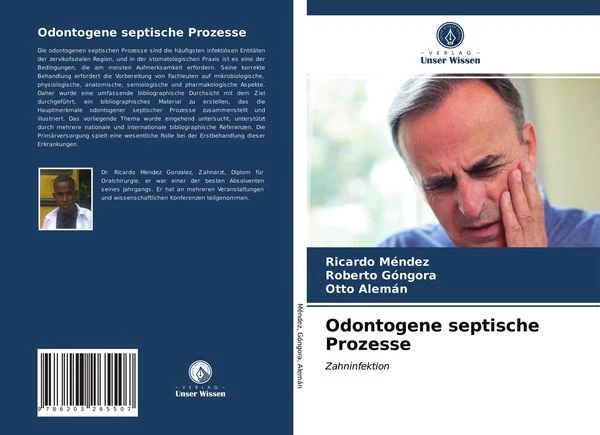 Odontogene septische Prozesse
Die odontogenen septischen Prozesse sind die häufigsten infektiösen Entitäten
der zervikofazialen Region, und in der stomatologischen Praxis ist es eine der
Bedingungen, die am meisten Aufmerksamkeit erfordern. Seine korrekte
Behandlung erfordert die Vorbereitung von Fachleuten auf mikrobiologische,
physiologische, anatomische, semiologische und pharmakologische Aspekte.
Daher wurde eine umfassende bibliographische Durchsicht mit dem Ziel
durchgeführt, ein bibliographisches Material zu erstellen, das die
Hauptmerkmale odontogener septischer Prozesse zusammenstellt und
illustriert. Das vorliegende Thema wurde eingehend untersucht, unterstützt
durch mehrere nationale und internationale bibliographische Referenzen. Die
Primärversorgung spielt eine wesentliche Rolle bei der Erstbehandlung dieser
Erkrankungen.
Dr. Ricardo Mendez Gonzalez, Zahnarzt, Diplom für
Oralchirurgie, er war einer der besten Absolventen
seines Jahrgangs. Er hat an mehreren Veranstaltungen
und wissenschaftlichen Konferenzen teilgenommen.
9 786203 265507
VERLAG
Unser Wissen
Méndez, Góngora, Alemán
VERLAG
Unser Wissen
Ricardo Méndez
Roberto Góngora
Otto Alemán
Odontogene septische
Prozesse
Zahninfektion